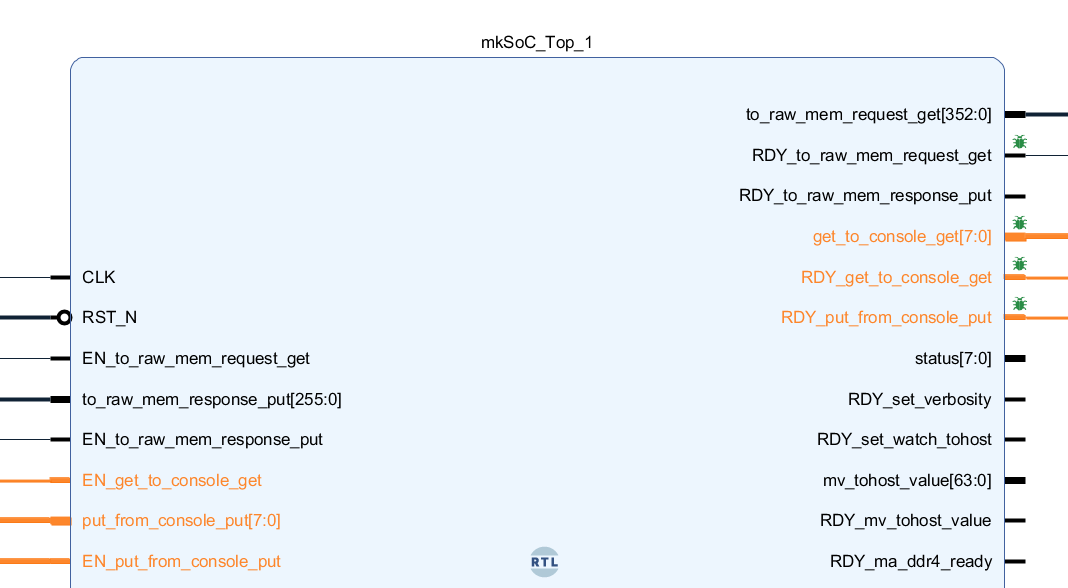 mkSoC_Top_1
to_raw_mem_request_get[352:0]
RDY_to_raw_mem_request_get
RDY_to_raw_mem_response_put
get_to_console_get[7:0]
CLK
RDY_get_to_console_get
RST_N
RDY_put_from_console_put
EN_to_raw_mem_request_get
status[7:0]
to_raw_mem_response_put[255:0]
RDY_set_verbosity
EN_to_raw_mem_response_put
RDY_set_watch_tohost
EN_get_to_console_get
mv_tohost_value[63:0]
put_from_console_put[7:0]
RDY_mv_tohost_value
EN_put_from_console_put
RTL
RDY_ma_ddr4_ready